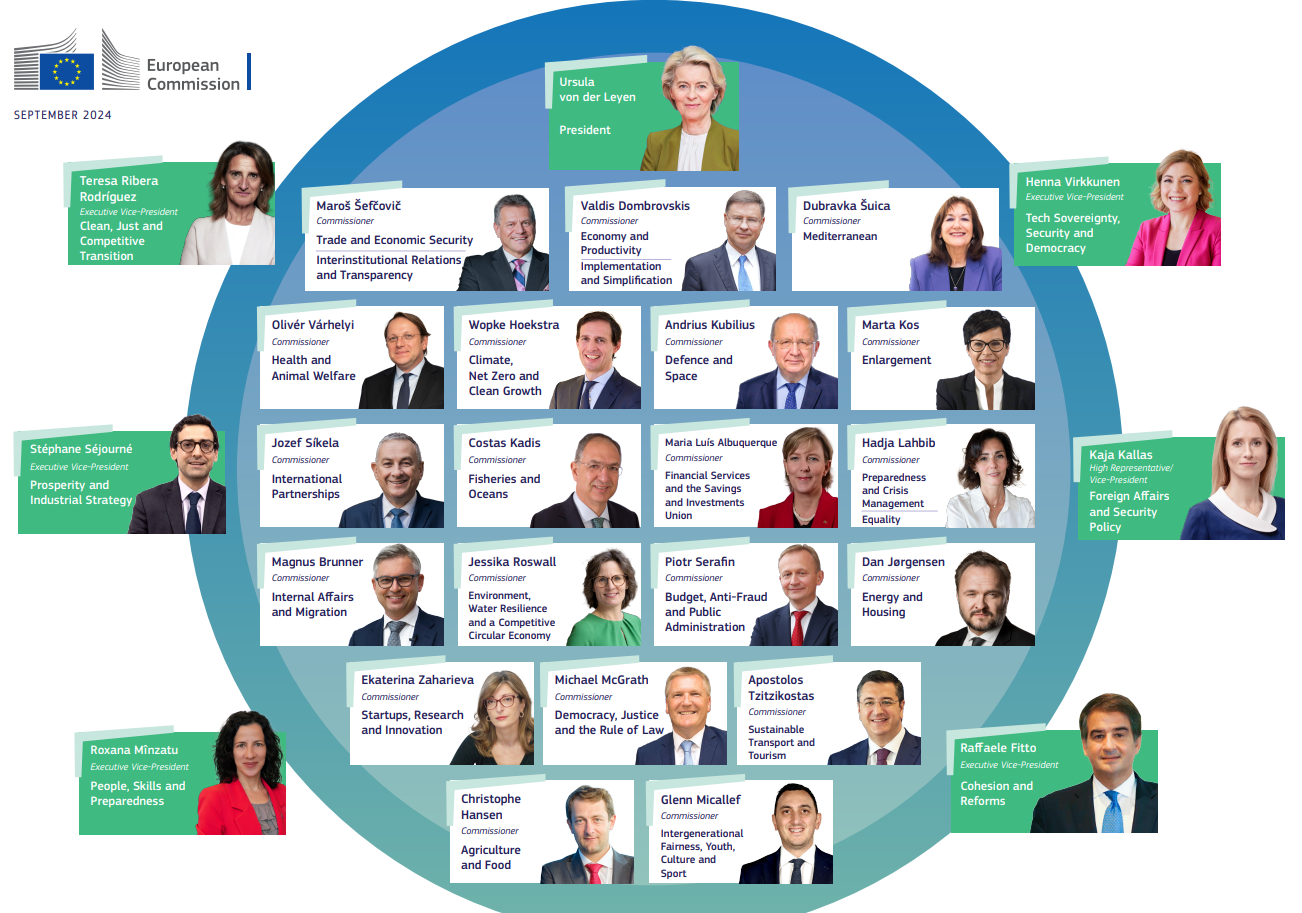 European
Commission
SEPTEMBER 2024
Ursula
von der Leyen
President
Teresa Ribera
Rodríguez
Executive Vice-President
Clean, Just and
Competitive
Transition
Henna Virkkunen
Executive Vice-President
Tech Sovereignty,
Security and
Democracy
Maroš Šefčovič
Commissioner
Trade and Economic Security
Interinstitutional Relations
and Transparency
Valdis Dombrovskis
Commissioner
Economy and
Productivity
Implementation
and Simplification
Dubravka Šuica
Commissioner
Mediterranean
Olivér Várhelyi
Commissioner
Health and
Animal Welfare
Wopke Hoekstra
Commissioner
Climate,
Net Zero and
Clean Growth
Andrius Kubilius
Commissioner
Defence and
Space
Marta Kos
Commissioner
Enlargement
Stéphane Séjourné
Executive Vice-President
Prosperity and
Industrial Strategy
Jozef Síkela
Commissioner
International
Partnerships
Costas Kadis
Commissioner
Fisheries and
Oceans
Maria Luís Albuquerque
Commissioner
Financial Services
and the Savings
and Investments
Union
Hadja Lahbib
Commissioner
Preparedness
and Crisis
Management
Equality
Kaja Kallas
High Representative/
Vice-President
Foreign Affairs
and Security
Policy
Magnus Brunner
Commissioner
Internal Affairs
and Migration
Jessika Roswall
Commissioner
Environment,
Water Resilience
and a Competitive
Circular Economy
Piotr Serafin
Commissioner
Budget, Anti-Fraud
and Public
Administration
Dan Jørgensen
Commissioner
Energy and
Housing
Ekaterina Zaharieva
Commissioner
Startups, Research
and Innovation
Michael McGrath
Commissioner
Democracy, Justice
and the Rule of Law
Apostolos
Tzitzikostas
Commissioner
Sustainable
Transport and
Tourism
Roxana Mînzatu
Executive Vice-President
People, Skills and
Preparedness
Raffaele Fitto
Executive Vice-President
Cohesion and
Reforms
Christophe
Hansen
Commissioner
Agriculture
and Food
Glenn Micallef
Commissioner
Intergenerational
Fairness, Youth,
Culture and
Sport